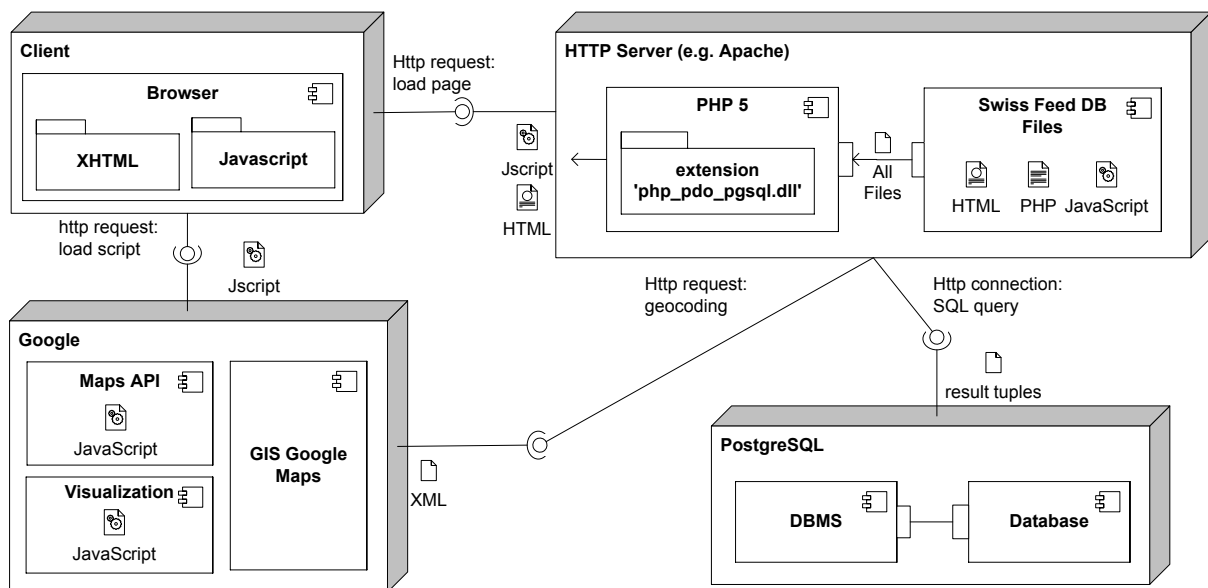 Client
Browser
XHTML
Javascript
Http request:
load page
HTTP Server (e.g. Apache)
PHP 5
extension
'php_pdo_pgsql.dll'
Swiss Feed DB
Files
HTML
PHP
JavaScript
All
Files
Jscript
HTML
http request:
load script
Jscript
Http request:
geocoding
Http connection:
SQL query
result tuples
Google
Maps API
JavaScript
Visualization
JavaScript
GIS Google
Maps
XML
PostgreSQL
DBMS
Database